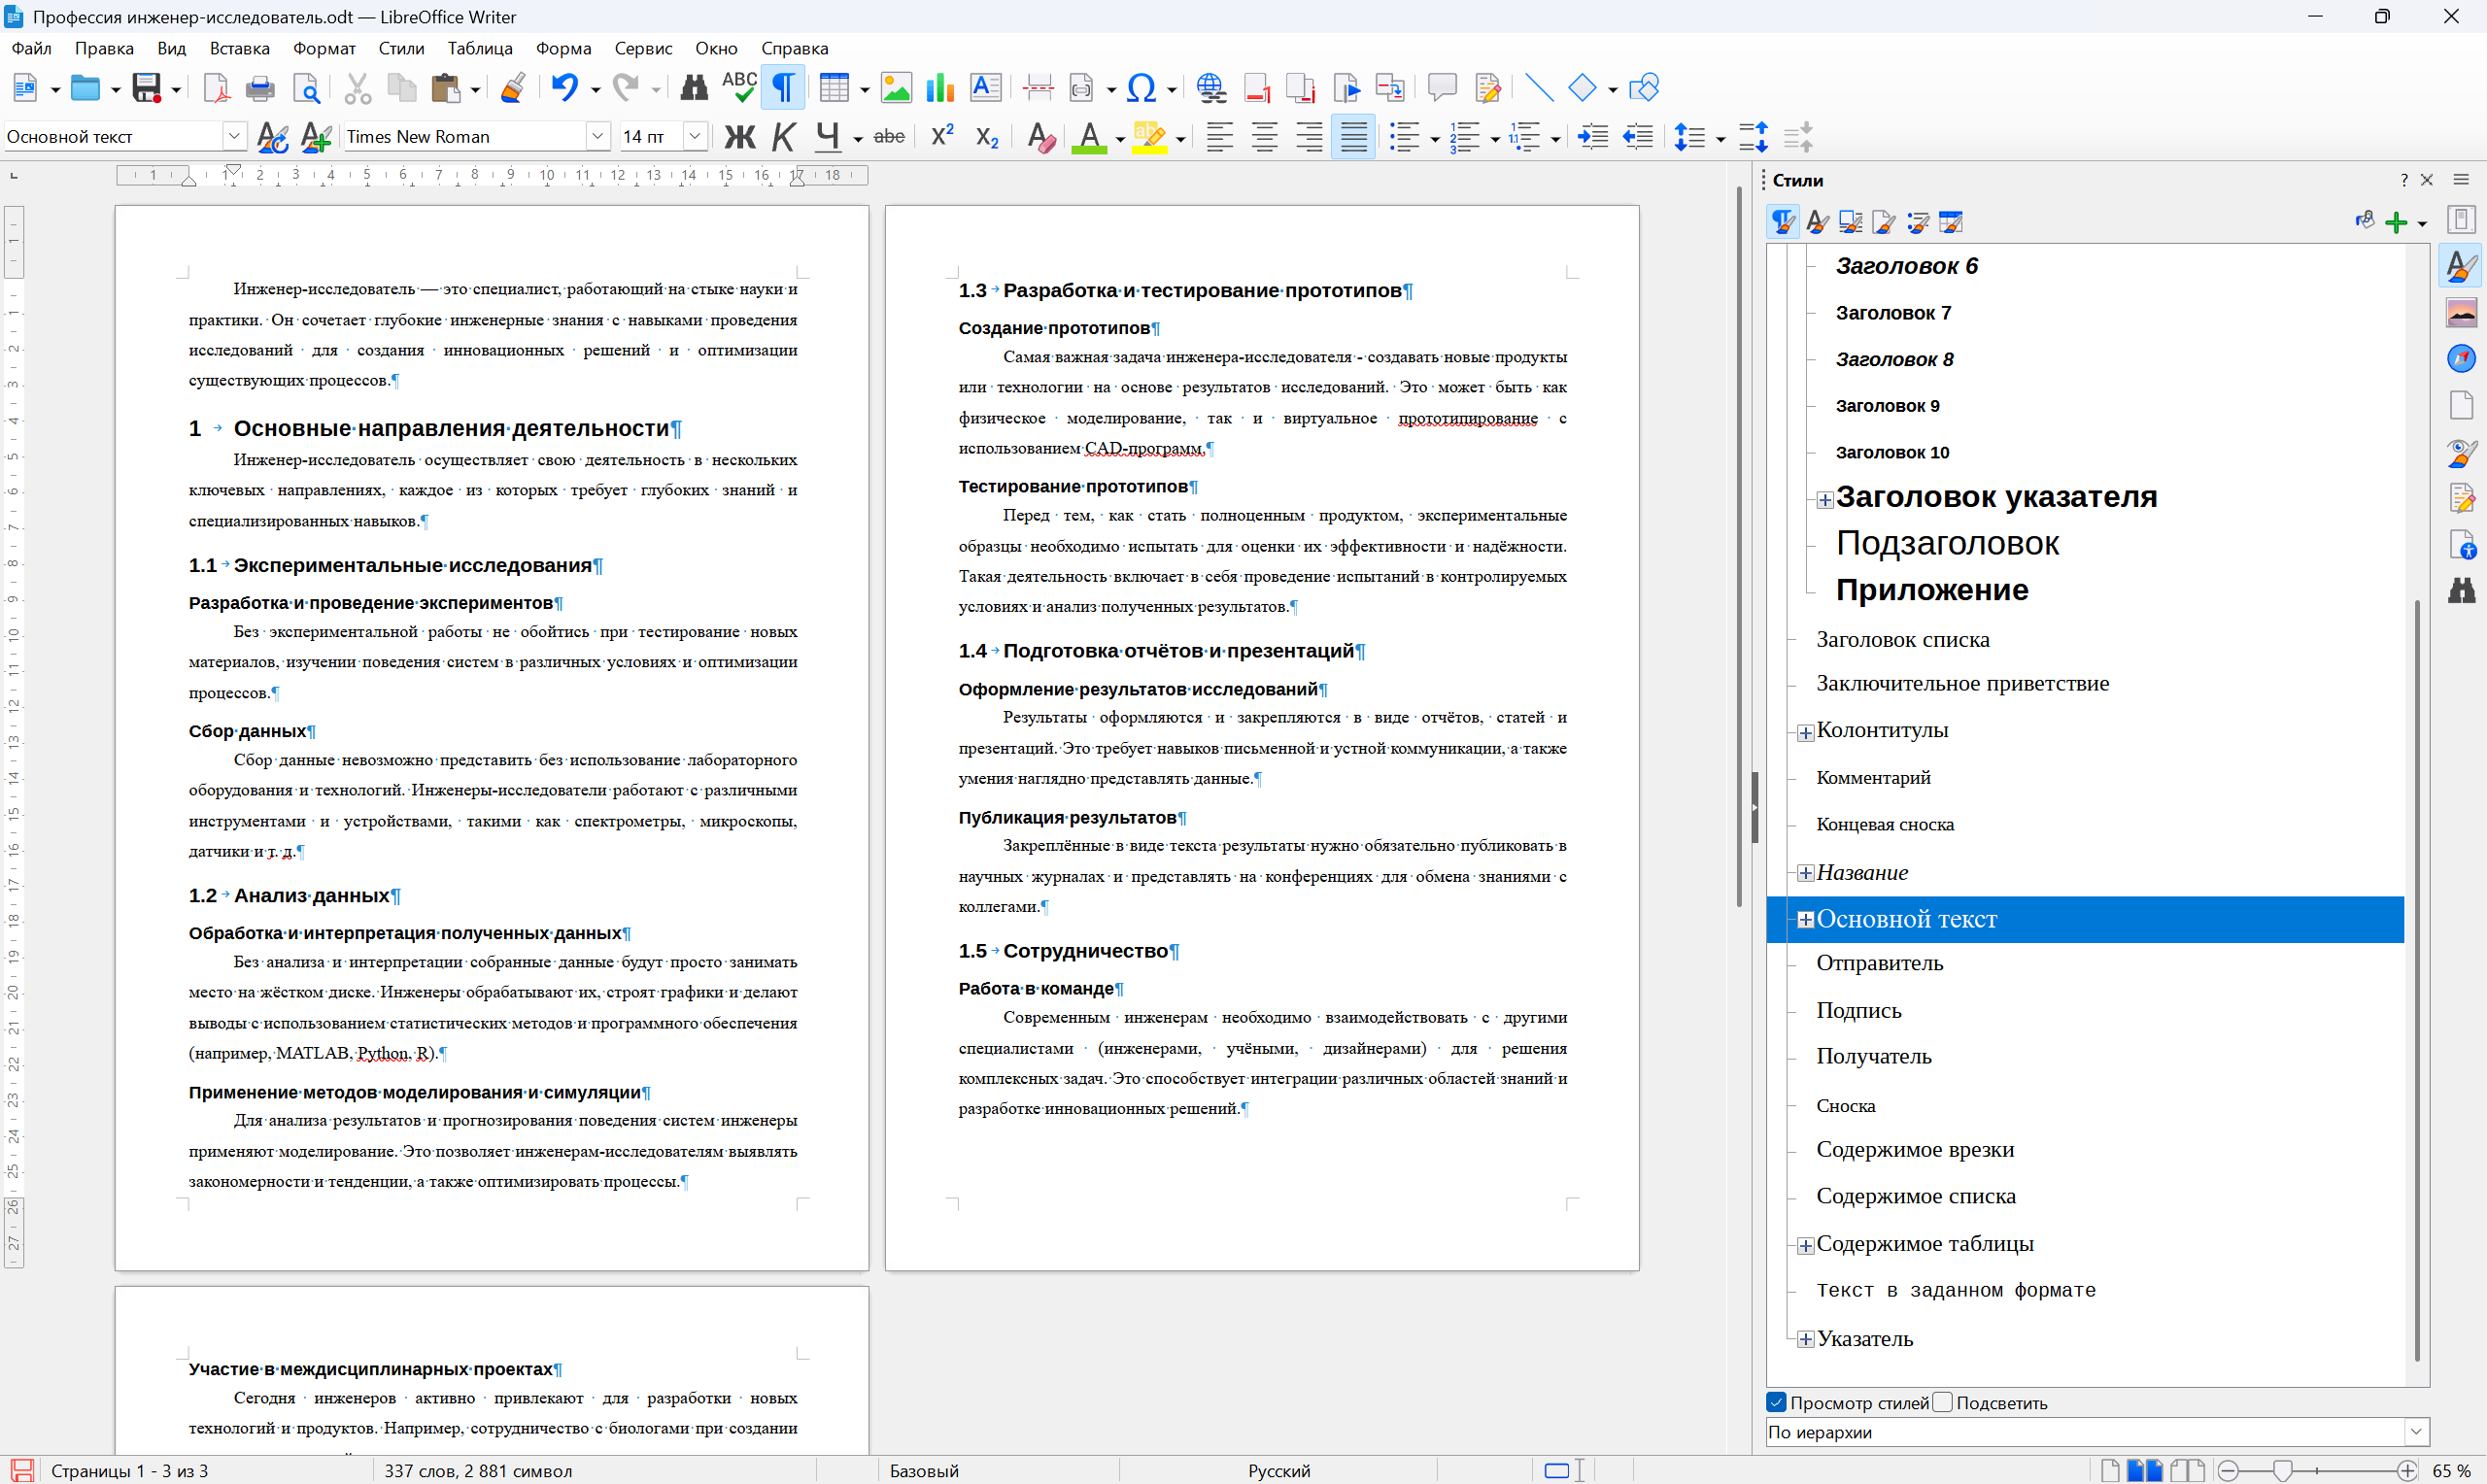 Профессия инженер-исследователь.odt — LibreOffice Writer
Файл Правка Вид Вставка Формат Стили Таблица Форма Сервис Окно Справка
Основной текст Times New Roman 14 пт
Инженер-исследователь — это специалист, работающий на стыке науки и
практики. Он сочетает глубокие инженерные знания с навыками проведения
исследований для создания инновационных решений и оптимизации
существующих процессов.¶
1 Основные направления деятельности¶
Инженер-исследователь осуществляет свою деятельность в нескольких
ключевых направлениях, каждое из которых требует глубоких знаний и
специализированных навыков.¶
1.1 Экспериментальные исследования¶
Разработка и проведение экспериментов¶
Без экспериментальной работы не обойтись при тестирование новых
материалов, изучении поведения систем в различных условиях и оптимизации
процессов.¶
Сбор данных¶
Сбор данные невозможно представить без использование лабораторного
оборудования и технологий. Инженеры-исследователи работают с различными
инструментами и устройствами, такими как спектрометры, микроскопы,
датчики и т. д.¶
1.2 Анализ данных¶
Обработка и интерпретация полученных данных¶
Без анализа и интерпретации собранные данные будут просто занимать
место на жёстком диске. Инженеры обрабатывают их, строят графики и делают
выводы с использованием статистических методов и программного обеспечения
(например, MATLAB, Python, R).¶
Применение методов моделирования и симуляции¶
Для анализа результатов и прогнозирования поведения систем инженеры
применяют моделирование. Это позволяет инженерам-исследователям выявлять
закономерности и тенденции, а также оптимизировать процессы.¶
1.3 Разработка и тестирование прототипов¶
Создание прототипов¶
Самая важная задача инженера-исследователя - создавать новые продукты
или технологии на основе результатов исследований. Это может быть как
физическое моделирование, так и виртуальное прототипирование с
использованием CAD-программ,¶
Тестирование прототипов¶
Перед тем, как стать полноценным продуктом, экспериментальные
образцы необходимо испытать для оценки их эффективности и надёжности.
Такая деятельность включает в себя проведение испытаний в контролируемых
условиях и анализ полученных результатов.¶
1.4 Подготовка отчётов и презентаций¶
Оформление результатов исследований¶
Результаты оформляются и закрепляются в виде отчётов, статей и
презентаций. Это требует навыков письменной и устной коммуникации, а также
умения наглядно представлять данные.¶
Публикация результатов¶
Закреплённые в виде текста результаты нужно обязательно публиковать в
научных журналах и представлять на конференциях для обмена знаниями с
коллегами.¶
1.5 Сотрудничество¶
Работа в команде¶
Современным инженерам необходимо взаимодействовать с другими
специалистами (инженерами, учёными, дизайнерами) для решения
комплексных задач. Это способствует интеграции различных областей знаний и
разработке инновационных решений.¶
Участие в междисциплинарных проектах¶
Сегодня инженеров активно привлекают для разработки новых
технологий и продуктов. Например, сотрудничество с биологами при создании
Стили
Заголовок 6
Заголовок 7
Заголовок 8
Заголовок 9
Заголовок 10
Заголовок указателя
Подзаголовок
Приложение
Заголовок списка
Заключительное приветствие
Колонтитулы
Комментарий
Концевая сноска
Название
Основной текст
Отправитель
Подпись
Получатель
Сноска
Содержимое врезки
Содержимое списка
Содержимое таблицы
Текст в заданном формате
Указатель
Просмотр стилей Подсветить
По иерархии
Страницы 1 - 3 из 3 337 слов, 2 881 символ Базовый Русский 65 %